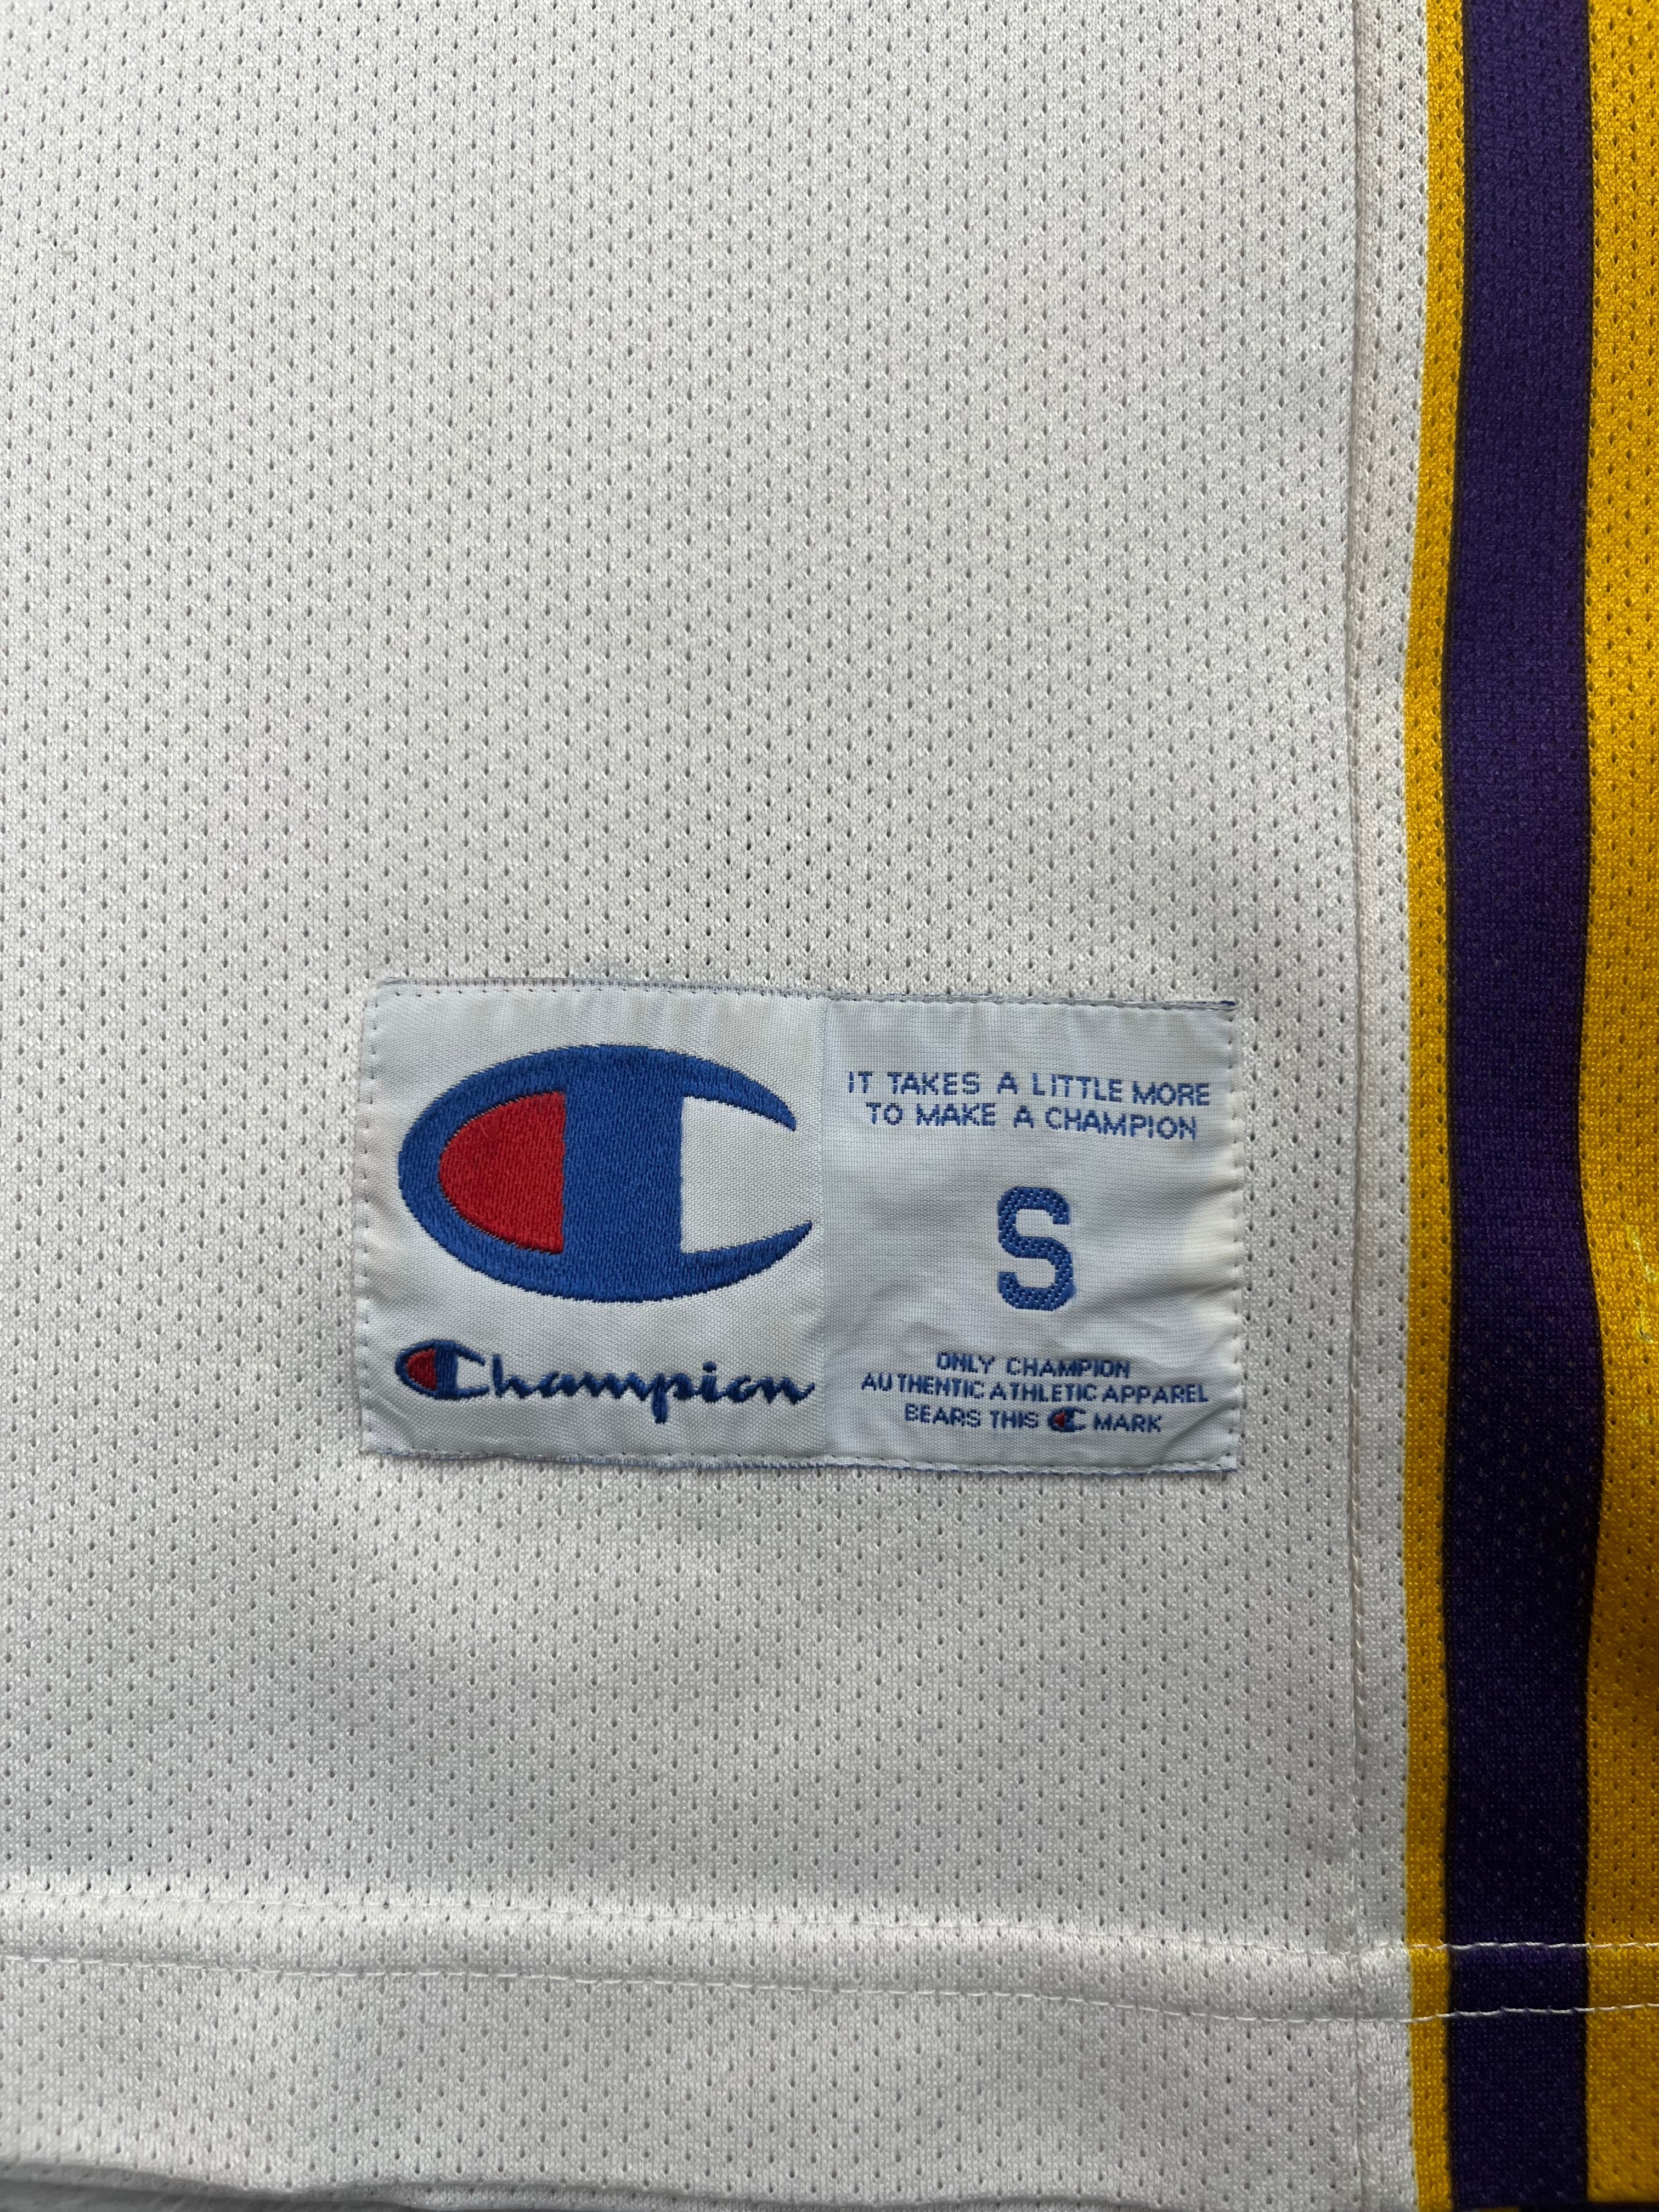 Champion
IT TAKES A LITTLE MORE
TO MAKE A CHAMPION
S
ONLY CHAMPION
AUTHENTIC ATHLETIC APPAREL
BEARS THIS C MARK